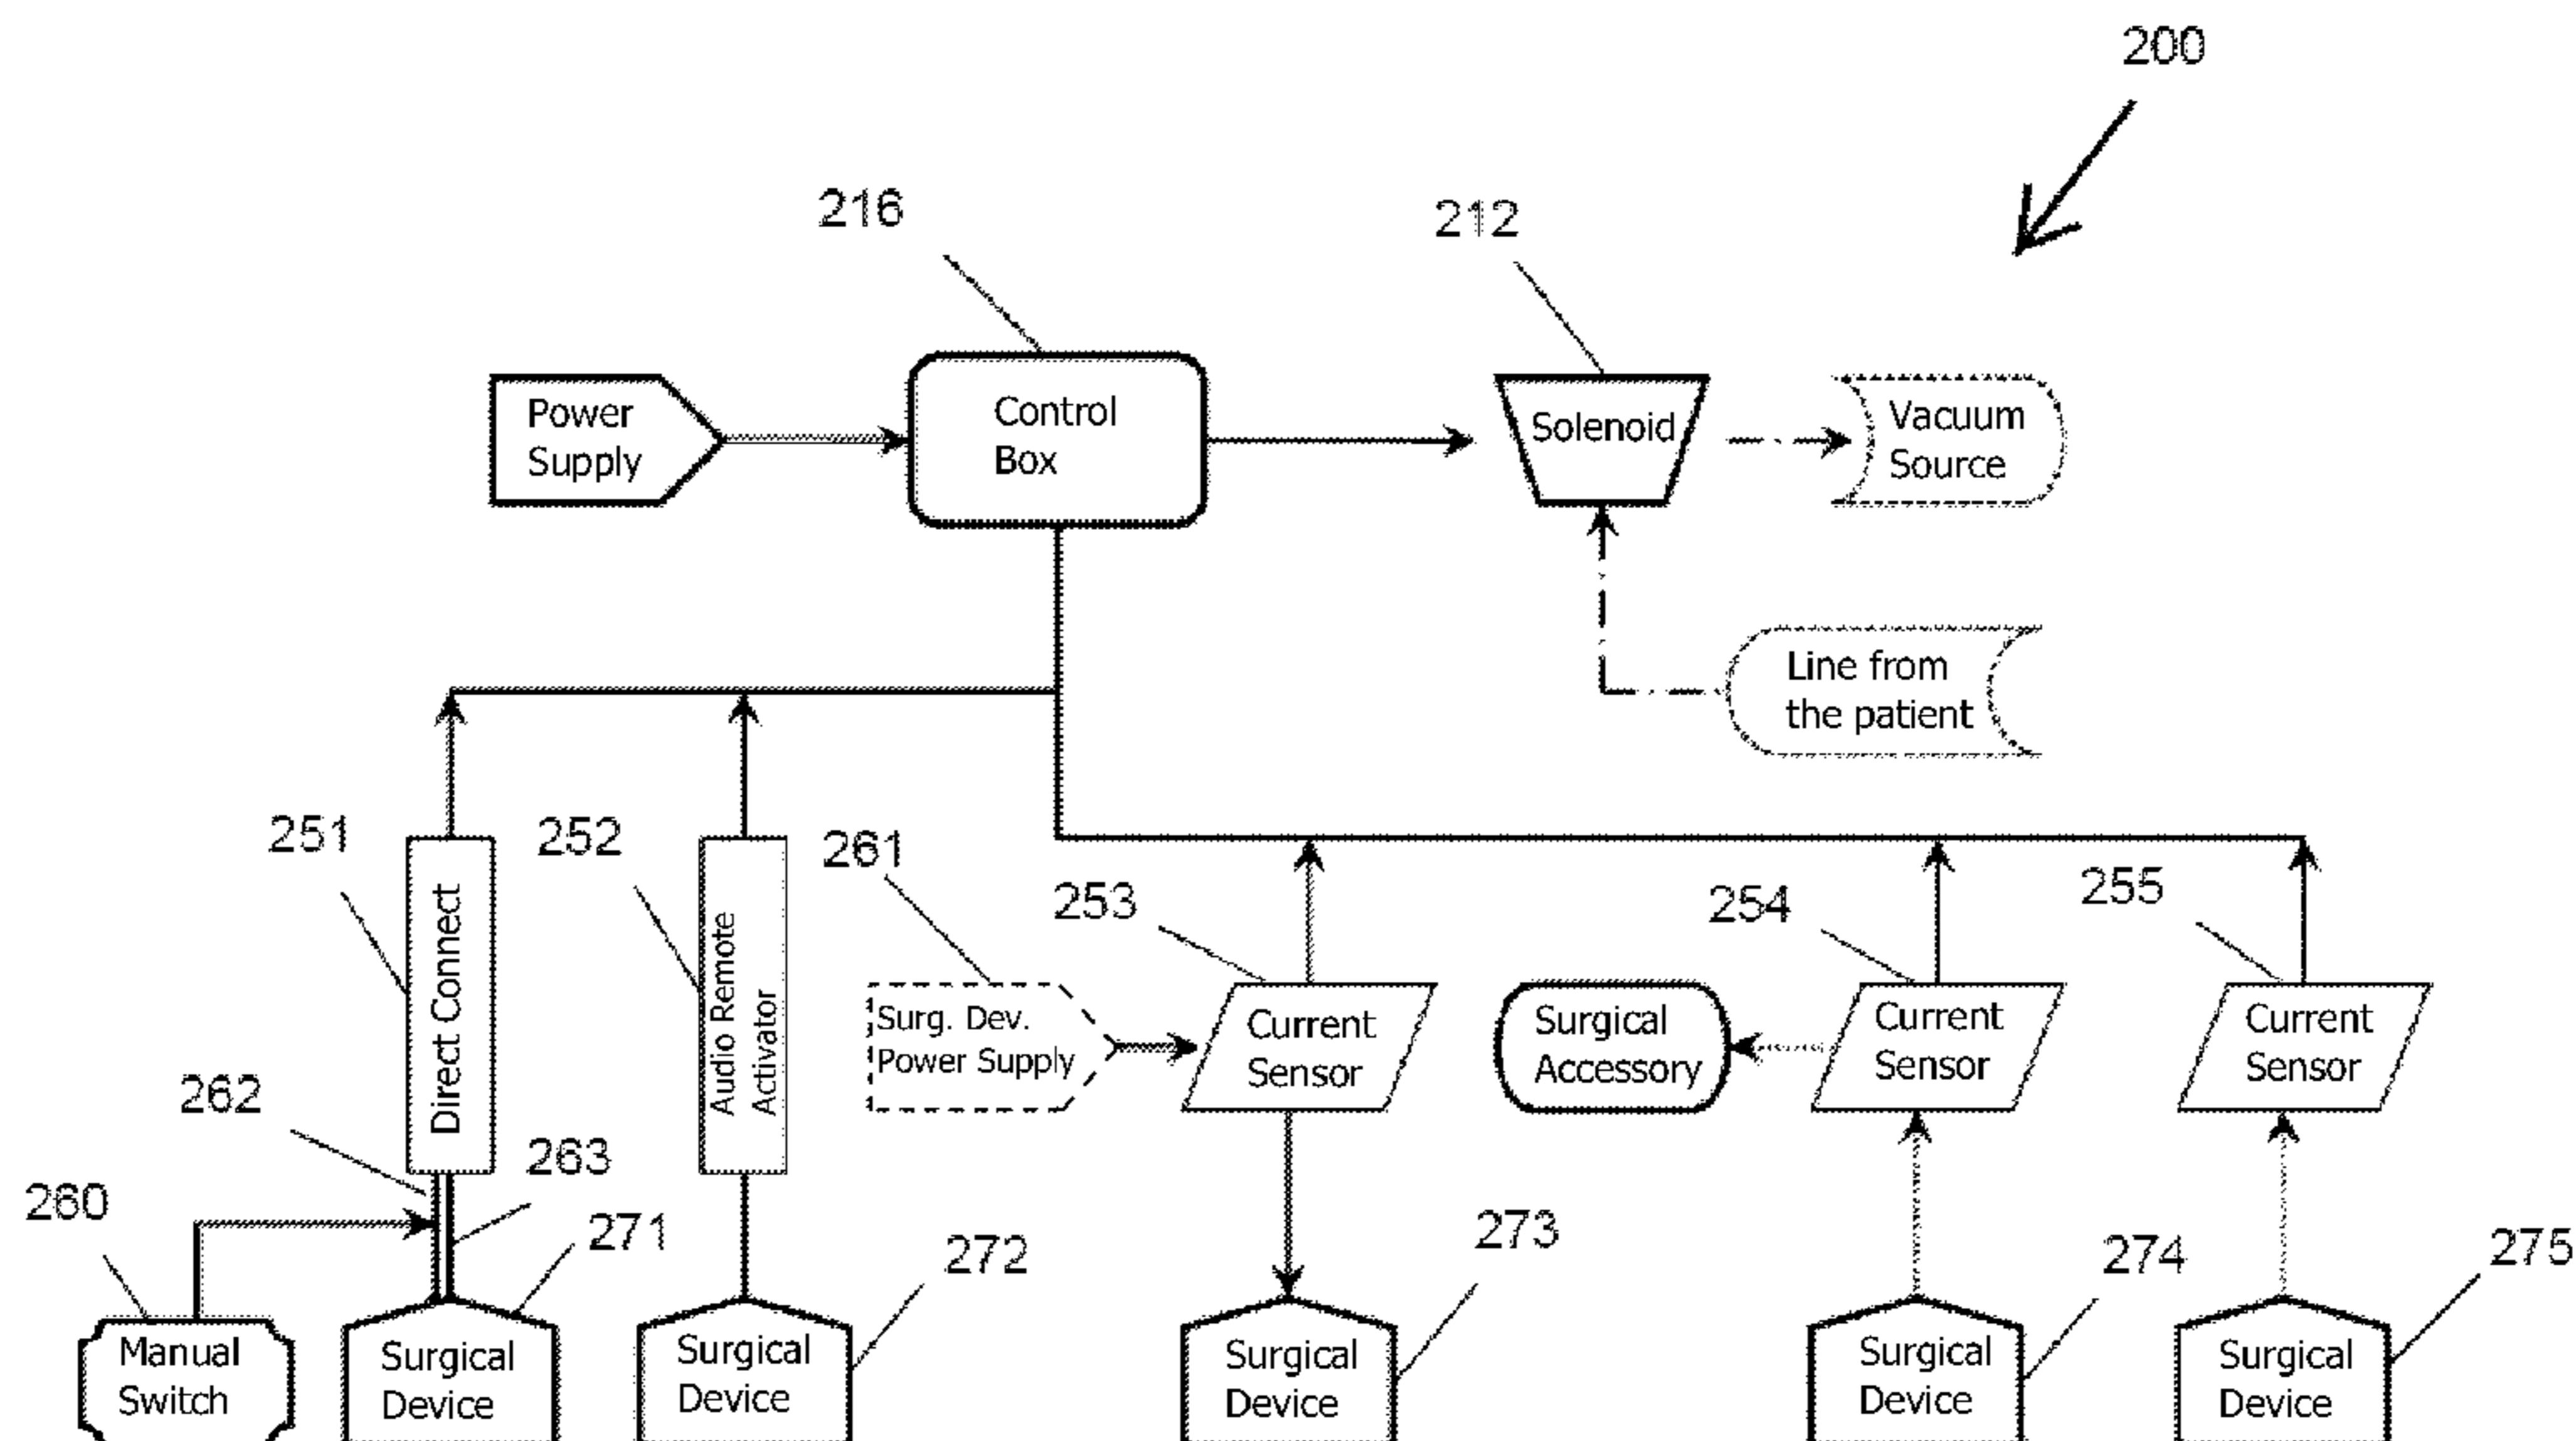 200
216
212
Power
Supply
Control
Box
Solenoid
Vacuum
Source
Line from
the patient
251
252
261
253
254
255
Direct Connect
Audio Remote
Activator
Surg. Dev.
Power Supply
Current
Sensor
Surgical
Accessory
Current
Sensor
Current
Sensor
262
263
260
271
272
273
274
275
Manual
Switch
Surgical
Device
Surgical
Device
Surgical
Device
Surgical
Device
Surgical
Device